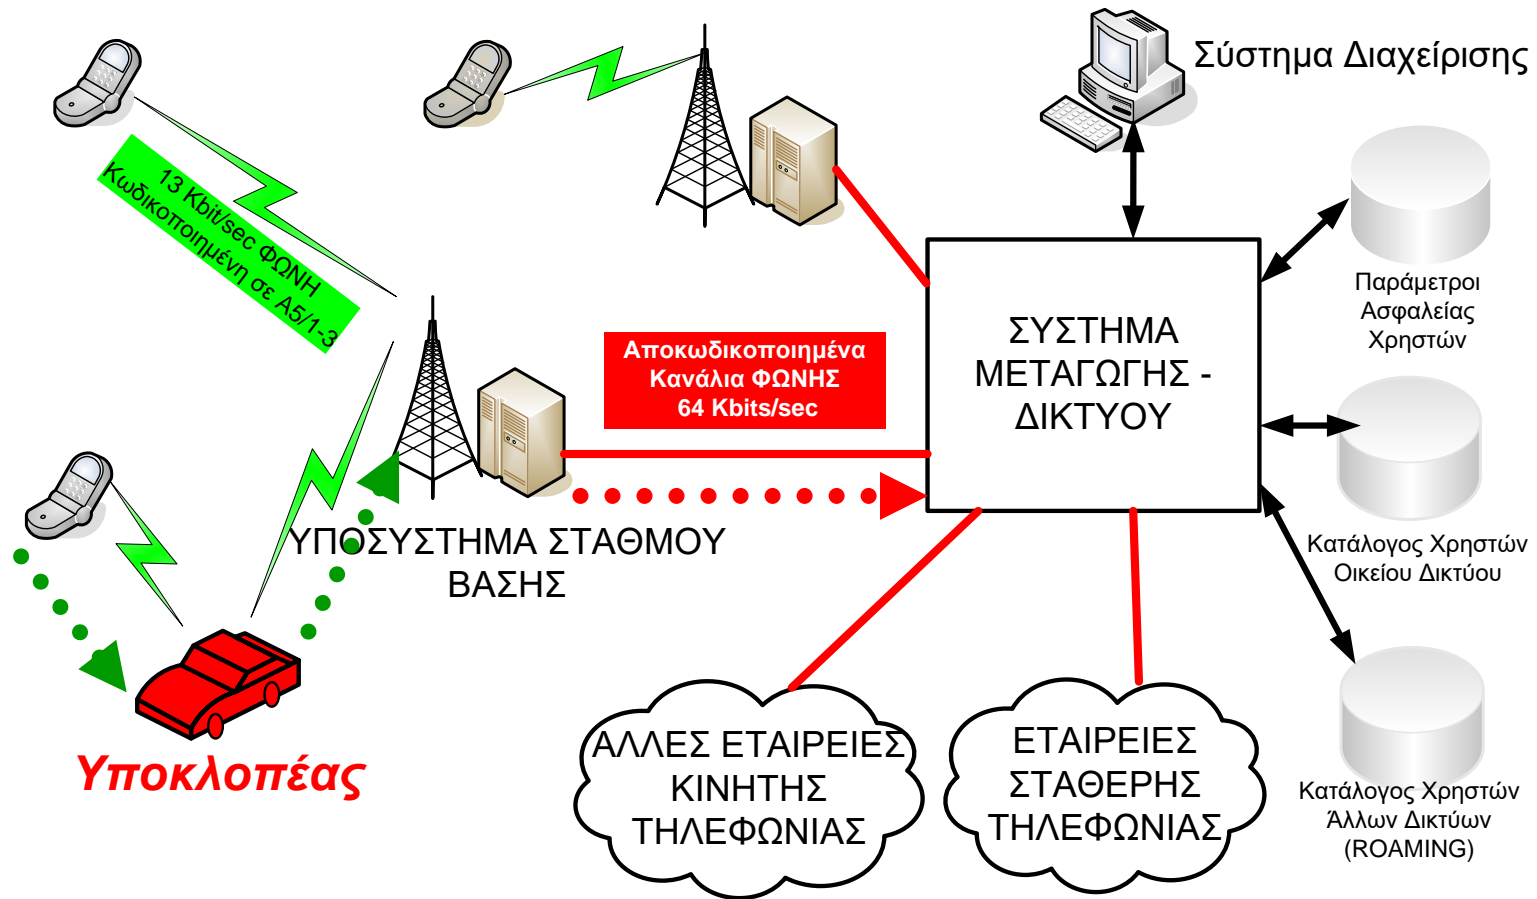 Σύστημα Διαχείρισης
13 Kbit/sec ΦΩΝΗ
Κωδικοποιημένη σε A5/1-3
Παράμετροι
Ασφαλείας
Χρηστών
Αποκωδικοποιημένα
Κανάλια ΦΩΝΗΣ
64 Kbits/sec
ΣΥΣΤΗΜΑ
ΜΕΤΑΓΩΓΗΣ -
ΔΙΚΤΥΟΥ
ΥΠΟΣΥΣΤΗΜΑ ΣΤΑΘΜΟΥ
ΒΑΣΗΣ
Κατάλογος Χρηστών
Οικείου Δικτύου
Υποκλοπέας
ΑΛΛΕΣ ΕΤΑΙΡΕΙΕΣ
ΚΙΝΗΤΗΣ
ΤΗΛΕΦΩΝΙΑΣ
ΕΤΑΙΡΕΙΕΣ
ΣΤΑΘΕΡΗΣ
ΤΗΛΕΦΩΝΙΑΣ
Κατάλογος Χρηστών
Άλλων Δικτύων
(ROAMING)